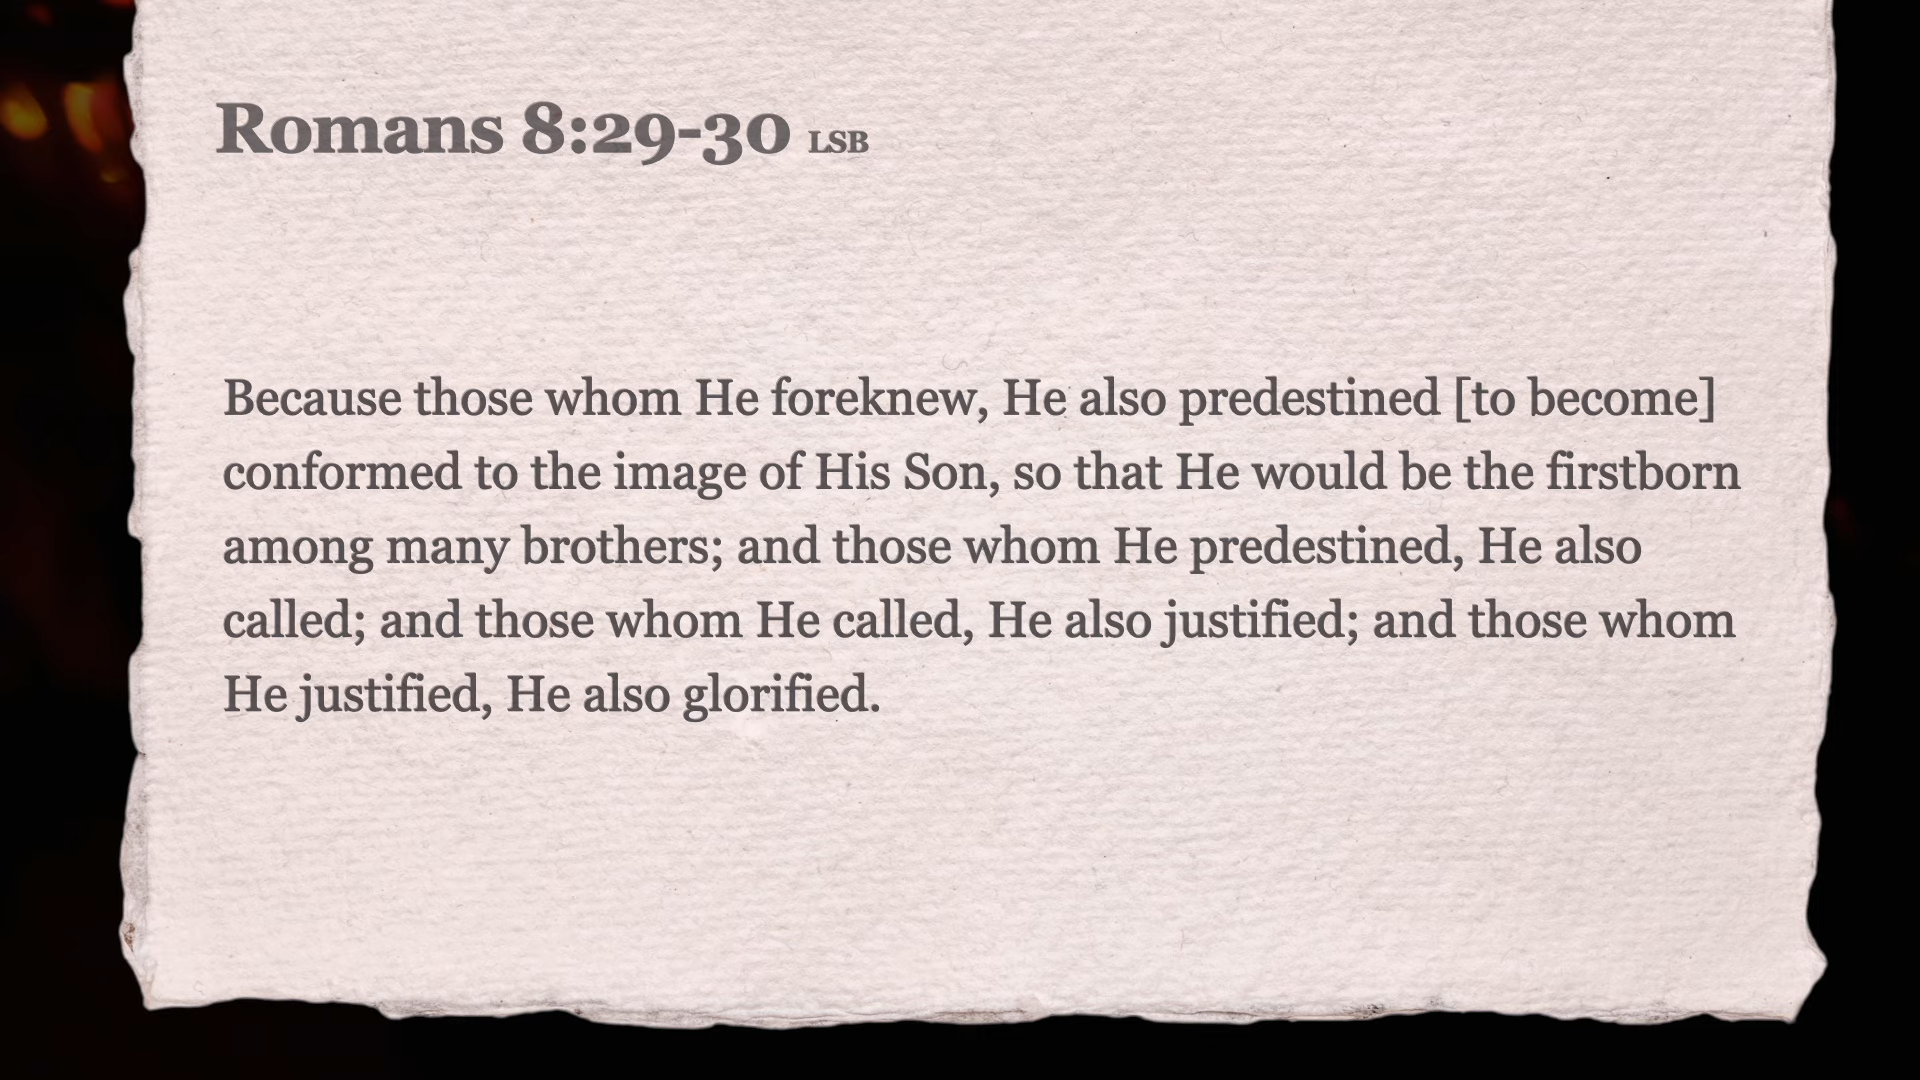 Romans 8:29-30 LSB
Because those whom He foreknew, He also predestined [to become]
conformed to the image of His Son, so that He would be the firstborn
among many brothers; and those whom He predestined, He also
called; and those whom He called, He also justified; and those whom
He justified, He also glorified.